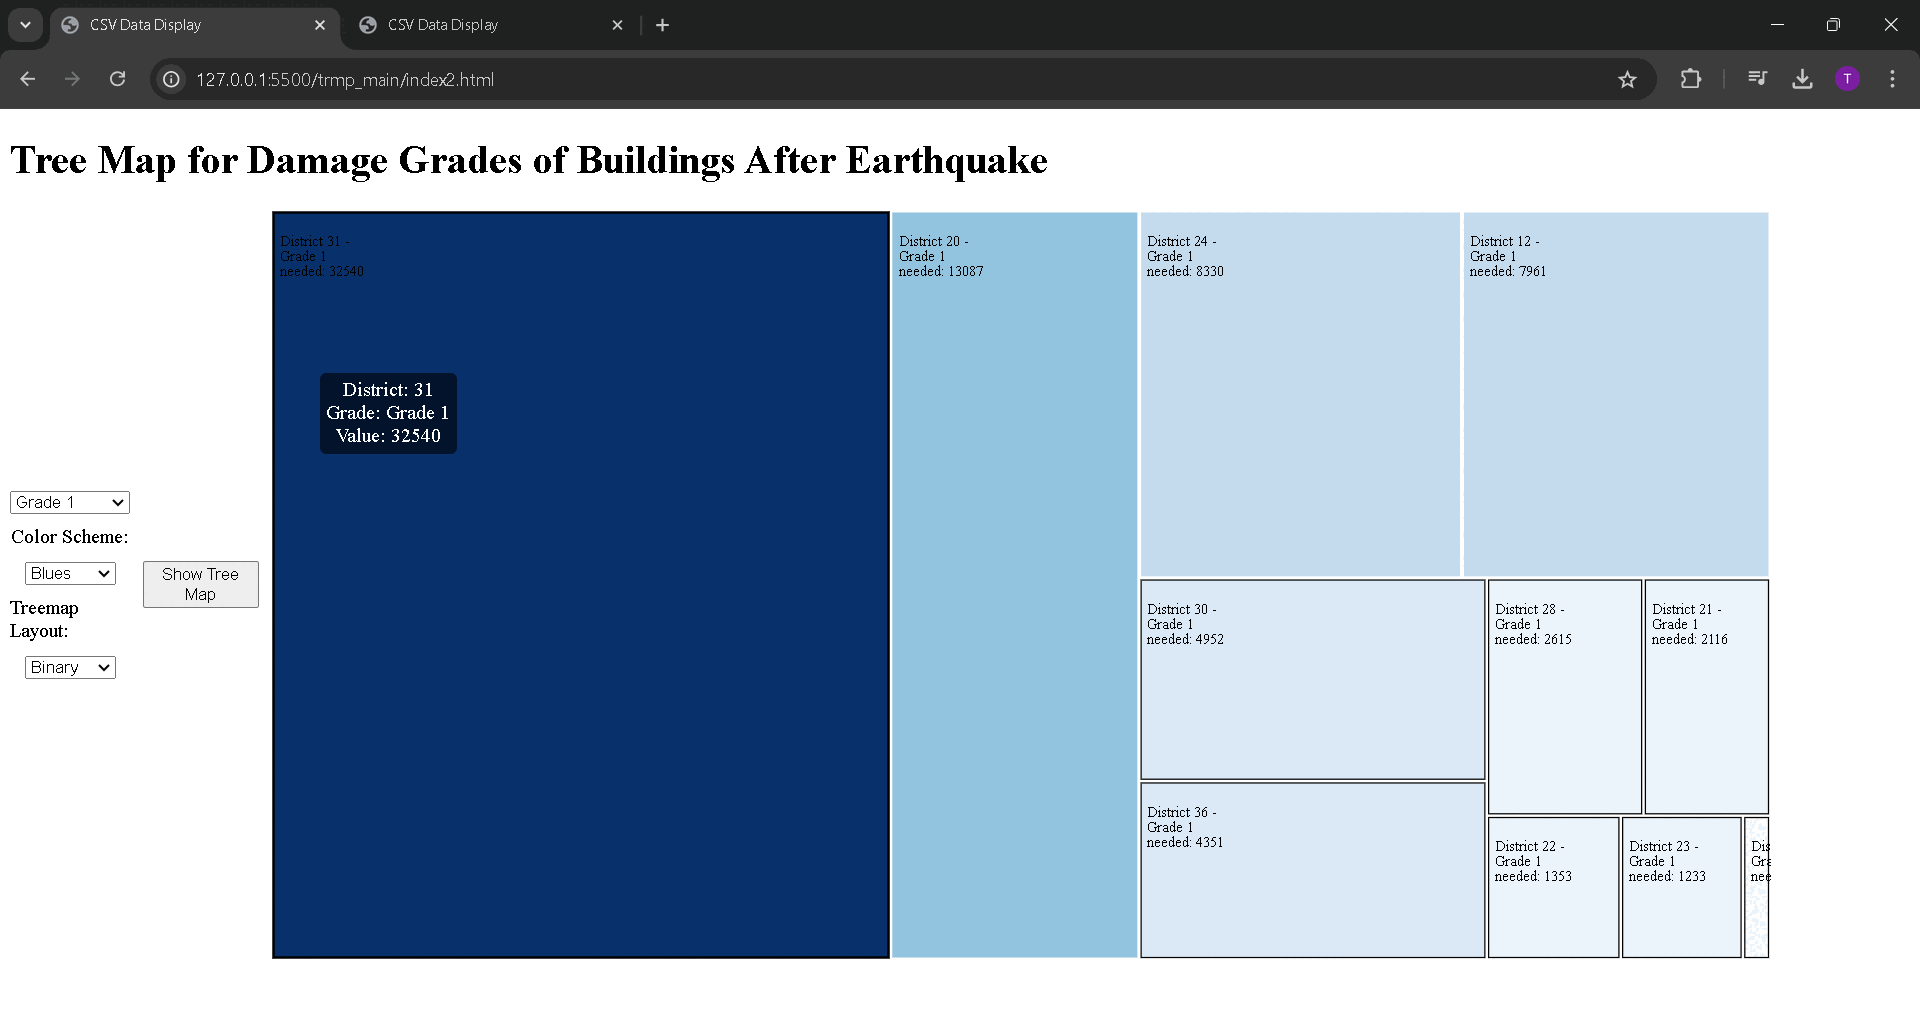 CSV Data Display
CSV Data Display
127.0.0.1:5500/trmp_main/index2.html
T
Tree Map for Damage Grades of Buildings After Earthquake
Grade 1
Color Scheme:
Blues
Treemap
Layout:
Binary
Show Tree
Map
District 31 -
Grade 1
needed: 32540
District: 31
Grade: Grade 1
Value: 32540
District 20 -
Grade 1
needed: 13087
District 24 -
Grade 1
needed: 8330
District 12 -
Grade 1
needed: 7961
District 30 -
Grade 1
needed: 4952
District 28 -
Grade 1
needed: 2615
District 21 -
Grade 1
needed: 2116
District 36 -
Grade 1
needed: 4351
District 22 -
Grade 1
needed: 1353
District 23 -
Grade 1
needed: 1233
Dis
Gra
nee